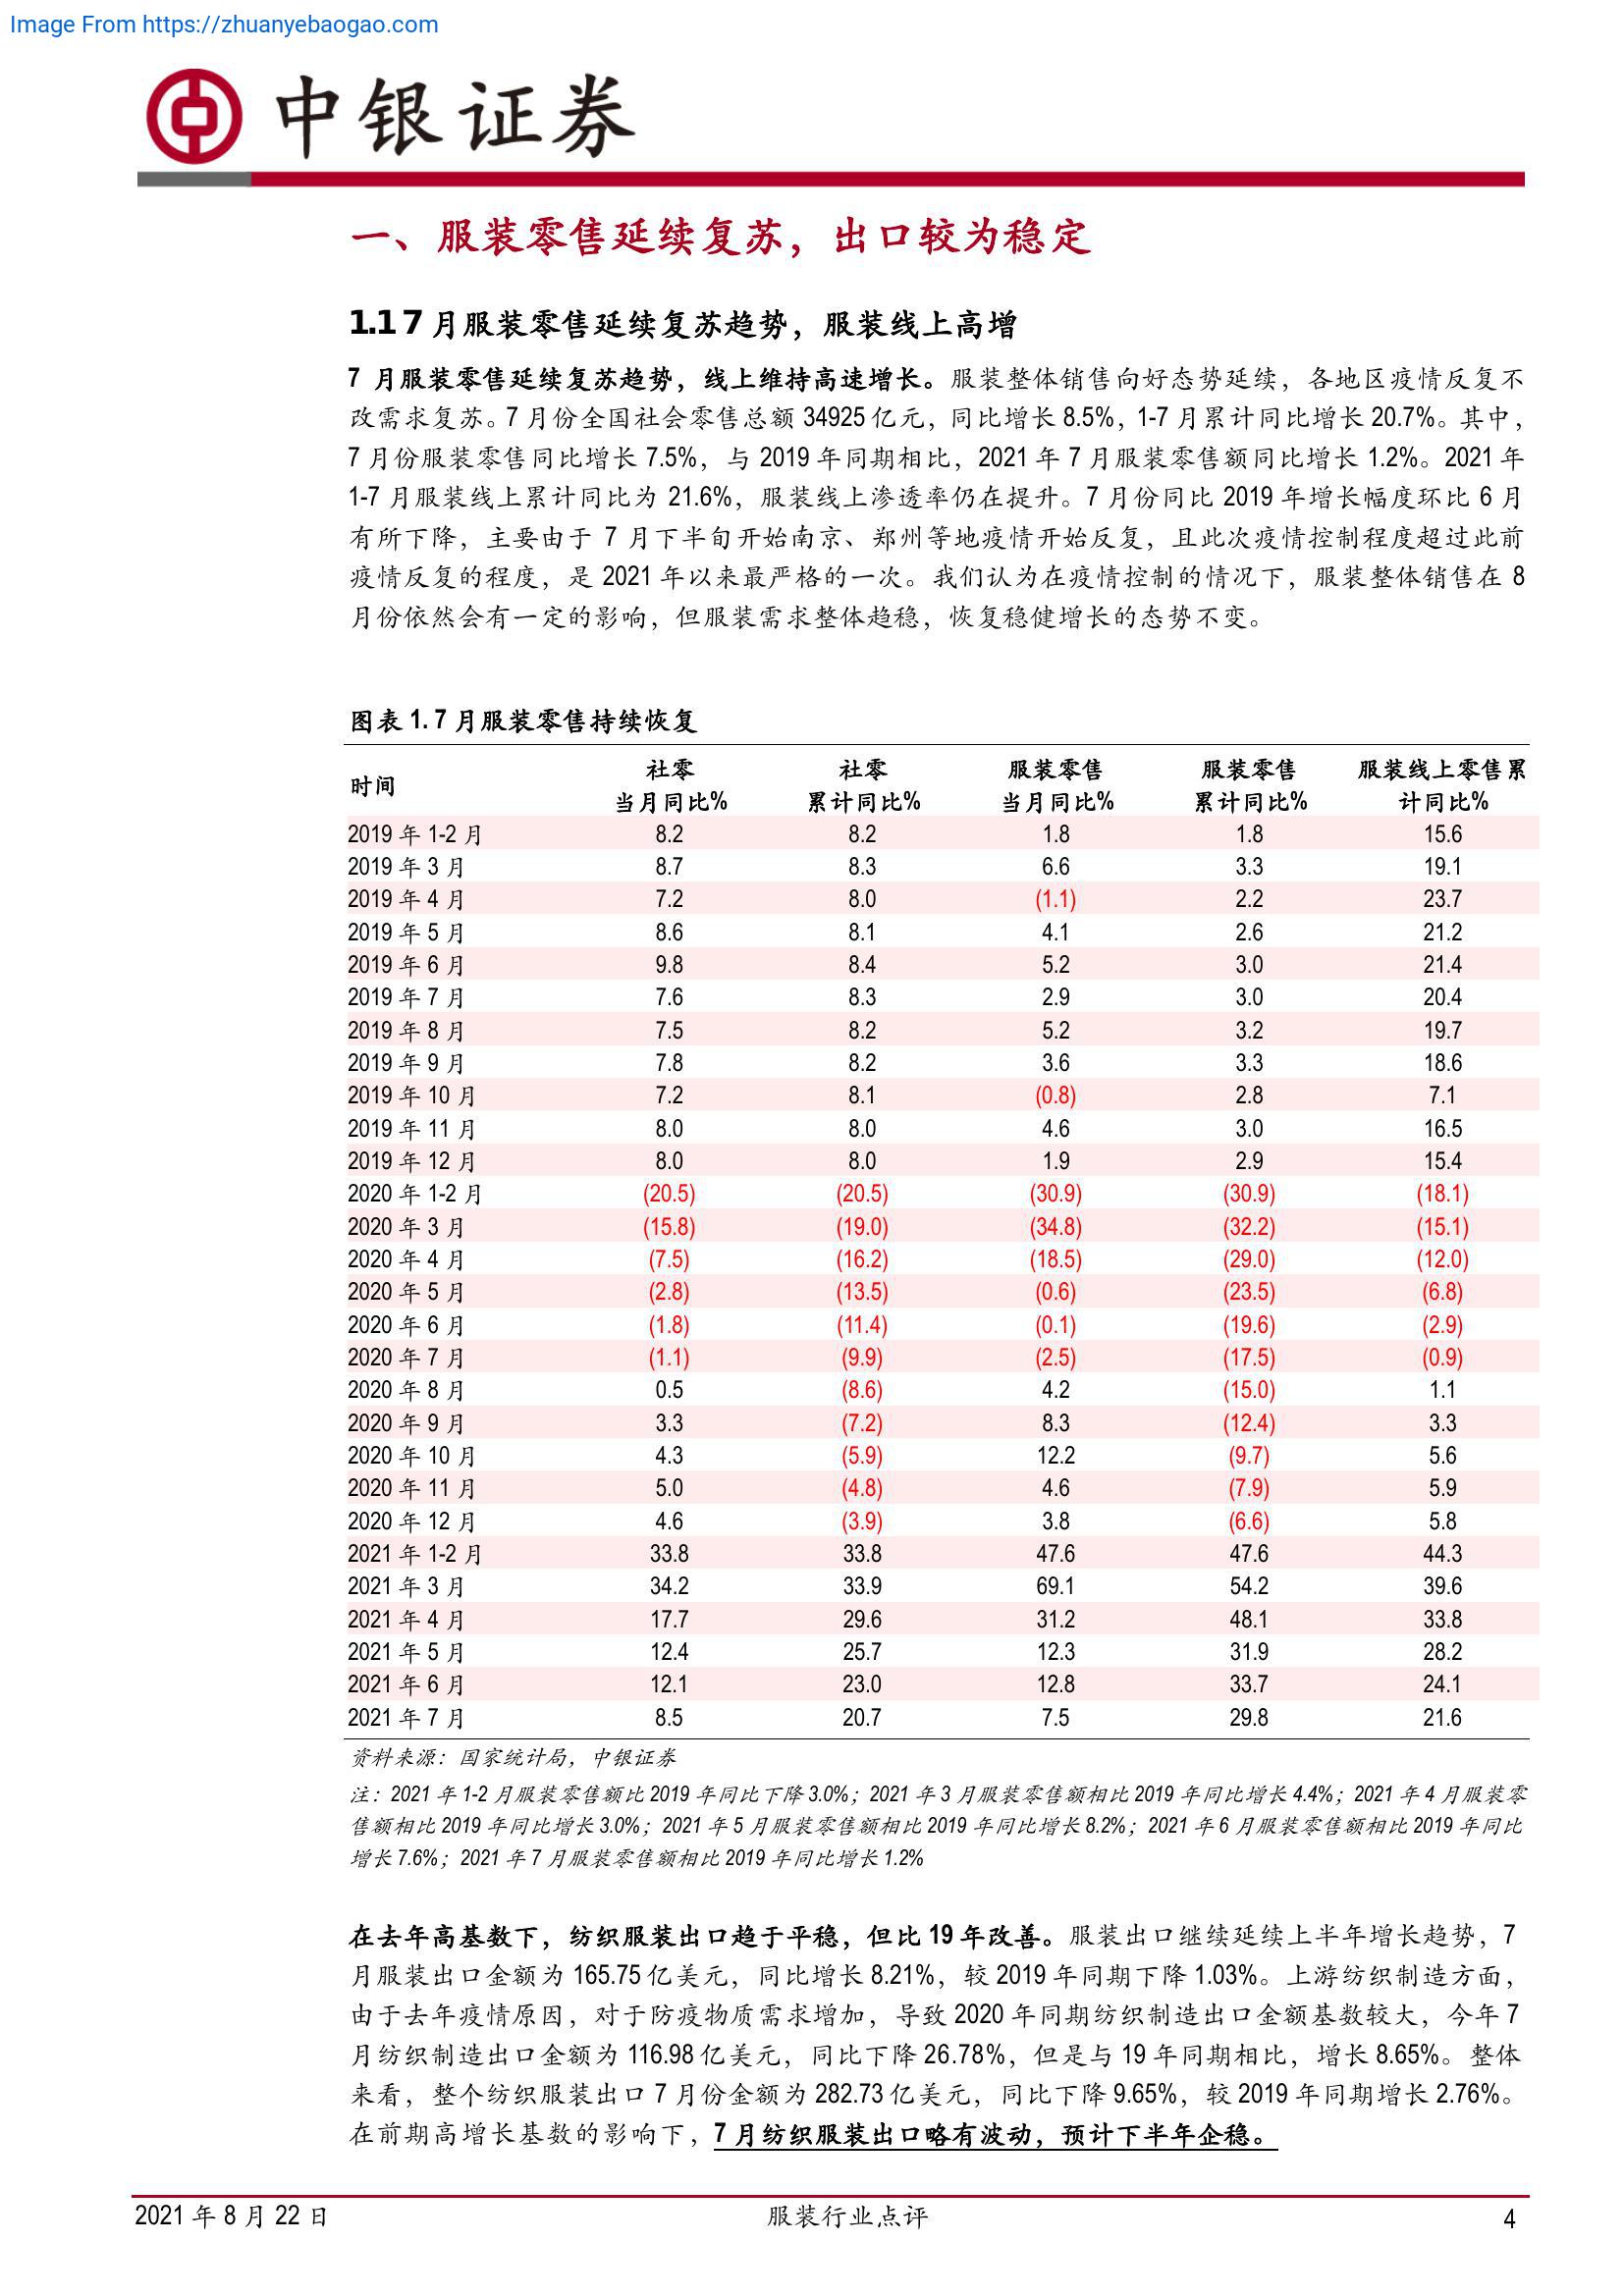 Image From https://zhuanyebaogao.com
中银证券
一、服装零售延续复苏，出口较为稳定
1.1 7 月服装零售延续复苏趋势，服装线上高增
7 月服装零售延续复苏趋势，线上维持高速增长。服装整体销售向好态势延续，各地区疫情反复不
改需求复苏。7 月份全国社会零售总额 34925 亿元，同比增长 8.5%，1-7 月累计同比增长 20.7%。其中，
7 月份服装零售同比增长 7.5%，与 2019 年同期相比，2021 年 7 月服装零售额同比增长 1.2%。2021 年
1-7 月服装线上累计同比为 21.6%，服装线上渗透率仍在提升。7 月份同比 2019 年增长幅度环比 6 月
有所下降，主要由于 7 月下半旬开始南京、郑州等地疫情开始反复，且此次疫情控制程度超过此前
疫情反复的程度，是 2021 年以来最严格的一次。我们认为在疫情控制的情况下，服装整体销售在 8
月份依然会有一定的影响，但服装需求整体趋稳，恢复稳健增长的态势不变。
图表 1. 7 月服装零售持续恢复
时间 社零 社零 服装零售 服装零售 服装线上零售累
当月同比% 累计同比% 当月同比% 累计同比% 计同比%
2019 年 1-2 月 8.2 8.2 1.8 1.8 15.6
2019 年 3 月 8.7 8.3 6.6 3.3 19.1
2019 年 4 月 7.2 8.0 (1.1) 2.2 23.7
2019 年 5 月 8.6 8.1 4.1 2.6 21.2
2019 年 6 月 9.8 8.4 5.2 3.0 21.4
2019 年 7 月 7.6 8.3 2.9 3.0 20.4
2019 年 8 月 7.5 8.2 5.2 3.2 19.7
2019 年 9 月 7.8 8.2 3.6 3.3 18.6
2019 年 10 月 7.2 8.1 (0.8) 2.8 7.1
2019 年 11 月 8.0 8.0 4.6 3.0 16.5
2019 年 12 月 8.0 8.0 1.9 2.9 15.4
2020 年 1-2 月 (20.5) (20.5) (30.9) (30.9) (18.1)
2020 年 3 月 (15.8) (19.0) (34.8) (32.2) (15.1)
2020 年 4 月 (7.5) (16.2) (18.5) (29.0) (12.0)
2020 年 5 月 (2.8) (13.5) (0.6) (23.5) (6.8)
2020 年 6 月 (1.8) (11.4) (0.1) (19.6) (2.9)
2020 年 7 月 (1.1) (9.9) (2.5) (17.5) (0.9)
2020 年 8 月 0.5 (8.6) 4.2 (15.0) 1.1
2020 年 9 月 3.3 (7.2) 8.3 (12.4) 3.3
2020 年 10 月 4.3 (5.9) 12.2 (9.7) 5.6
2020 年 11 月 5.0 (4.8) 4.6 (7.9) 5.9
2020 年 12 月 4.6 (3.9) 3.8 (6.6) 5.8
2021 年 1-2 月 33.8 33.8 47.6 47.6 44.3
2021 年 3 月 34.2 33.9 69.1 54.2 39.6
2021 年 4 月 17.7 29.6 31.2 48.1 33.8
2021 年 5 月 12.4 25.7 12.3 31.9 28.2
2021 年 6 月 12.1 23.0 12.8 33.7 24.1
2021 年 7 月 8.5 20.7 7.5 29.8 21.6
资料来源：国家统计局，中银证券
注：2021 年 1-2 月服装零售额比 2019 年同比下降 3.0%；2021 年 3 月服装零售额相比 2019 年同比增长 4.4%；2021 年 4 月服装零
售额相比 2019 年同比增长 3.0%；2021 年 5 月服装零售额相比 2019 年同比增长 8.2%；2021 年 6 月服装零售额相比 2019 年同比
增长 7.6%；2021 年 7 月服装零售额相比 2019 年同比增长 1.2%
在去年高基数下，纺织服装出口趋于平稳，但比 19 年改善。服装出口继续延续上半年增长趋势，7
月服装出口金额为 165.75 亿美元，同比增长 8.21%，较 2019 年同期下降 1.03%。上游纺织制造方面，
由于去年疫情原因，对于防疫物质需求增加，导致 2020 年同期纺织制造出口金额基数较大，今年 7
月纺织制造出口金额为 116.98 亿美元，同比下降 26.78%，但是与 19 年同期相比，增长 8.65%。整体
来看，整个纺织服装出口 7 月份金额为 282.73 亿美元，同比下降 9.65%，较 2019 年同期增长 2.76%。
在前期高增长基数的影响下，7 月纺织服装出口略有波动，预计下半年企稳。
2021 年 8 月 22 日 服装行业点评 4